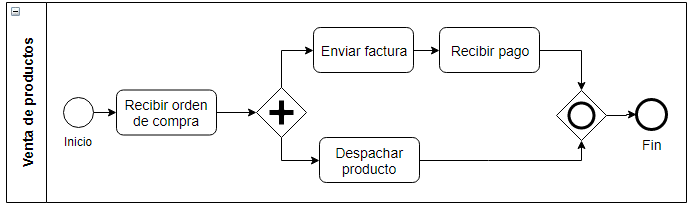 Venta de productos
Inicio
Recibir orden
de compra
Enviar factura
Recibir pago
Despachar
producto
Fin